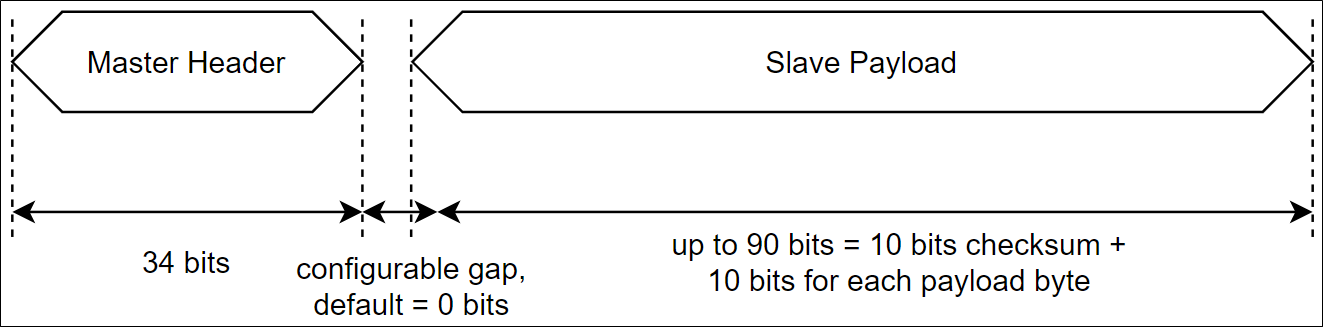 Master Header
Slave Payload
34 bits
configurable gap,
default = 0 bits
up to 90 bits = 10 bits checksum +
10 bits for each payload byte